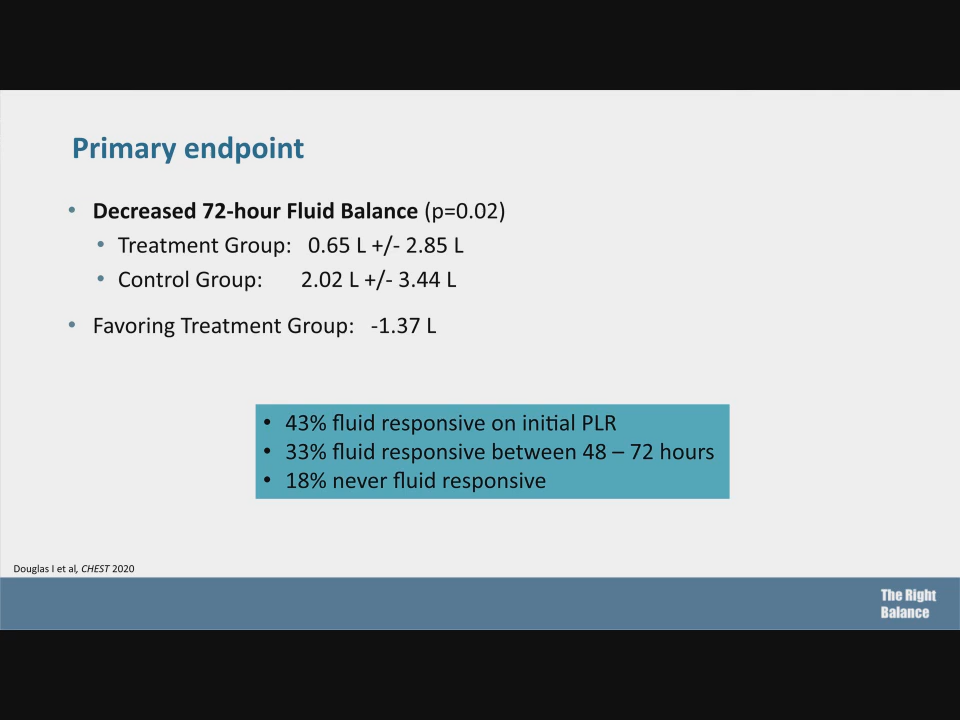 Primary endpoint
• Decreased 72-hour Fluid Balance (p=0.02)
• Treatment Group: 0.65 L +/- 2.85 L
• Control Group: 2.02 L +/- 3.44 L
• Favoring Treatment Group: -1.37 L
• 43% fluid responsive on initial PLR
• 33% fluid responsive between 48 – 72 hours
• 18% never fluid responsive
Douglas I et al, CHEST 2020
The Right
Balance